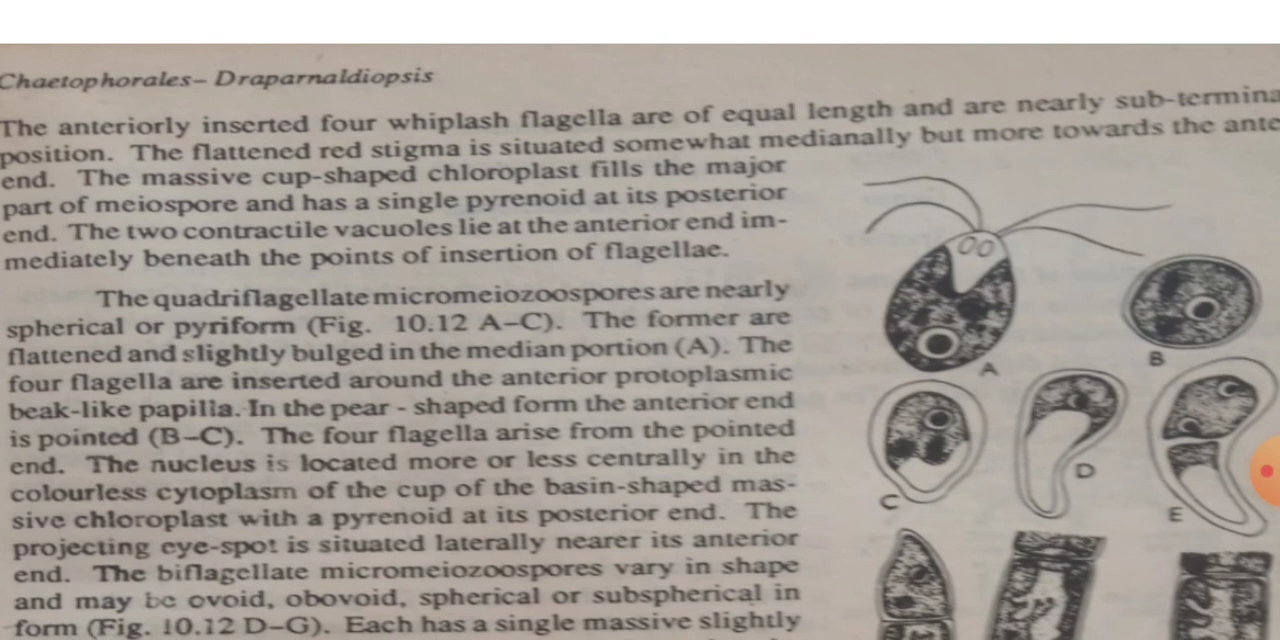 Chaetophorales– Draparnaldiopsis
The anteriorly inserted four whiplash flagella are of equal length and are nearly sub-termina
position. The flattened red stigma is situated somewhat medianally but more towards the ante
end. The massive cup-shaped chloroplast fills the major
part of meiospore and has a single pyrenoid at its posterior
end. The two contractile vacuoles lie at the anterior end im-
mediately beneath the points of insertion of flagellae.
The quadriflagellate micromeiozoospores are nearly
spherical or pyriform (Fig. 10.12 A–C). The former are
flattened and slightly bulged in the median portion (A). The
four flagella are inserted around the anterior protoplasmic
beak-like papilla. In the pear - shaped form the anterior end
is pointed (B–C). The four flagella arise from the pointed
end. The nucleus is located more or less centrally in the
colourless cytoplasm of the cup of the basin-shaped mas-
sive chloroplast with a pyrenoid at its posterior end. The
projecting eye-spot is situated laterally nearer its anterior
end. The biflagellate micromeiozoospores vary in shape
and may be ovoid, obovoid, spherical or subspherical in
form (Fig. 10.12 D–G). Each has a single massive slightly
A
B
C
D
E